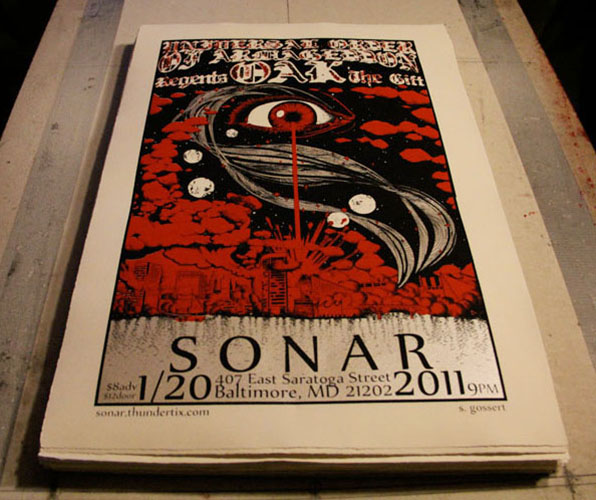 UNIVERSAL ORDER
OF ARMAGEDDON
Regents OAK The Gift
SONAR
$8adv
$12door
1/20
407 East Saratoga Street
Baltimore, MD 21202
2011
9PM
sonar.thundertix.com
s. gossert